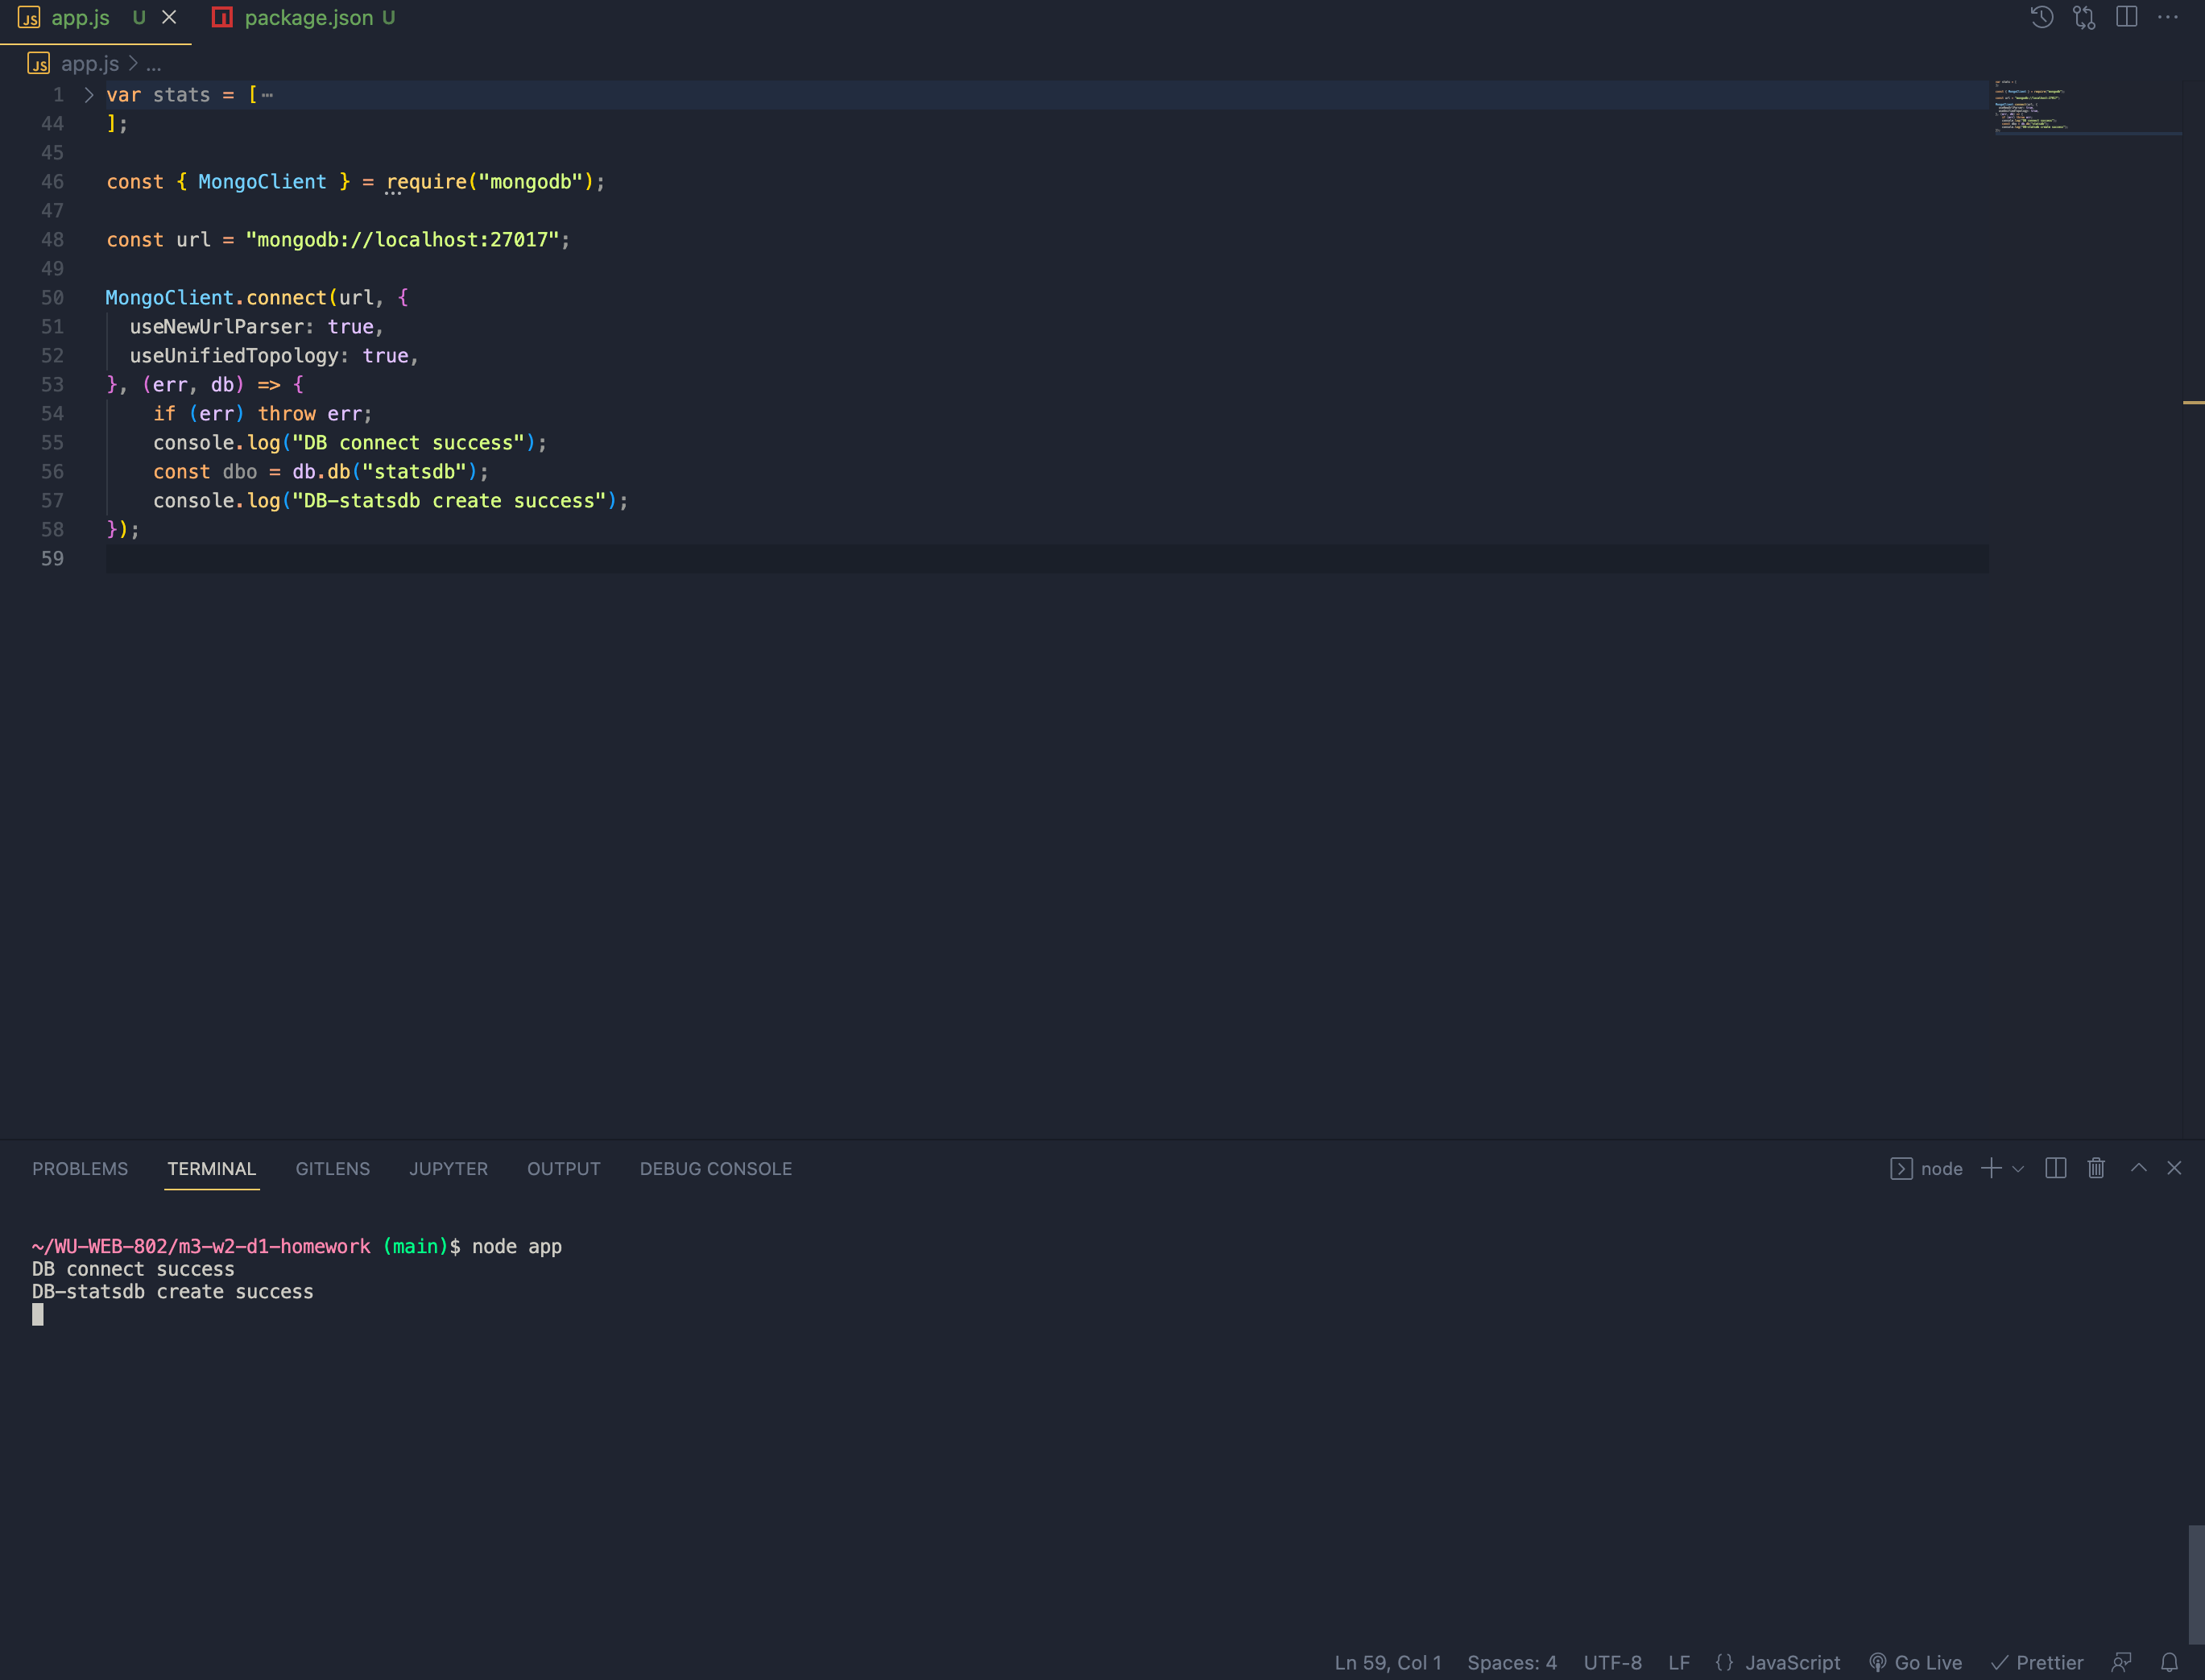 JS app.js U
package.json U
JS app.js > ...
1 var stats = [⋯
44 ];
45
46 const { MongoClient } = require("mongodb");
47
48 const url = "mongodb://localhost:27017";
49
50 MongoClient.connect(url, {
51 useNewUrlParser: true,
52 useUnifiedTopology: true,
53 }, (err, db) => {
54 if (err) throw err;
55 console.log("DB connect success");
56 const dbo = db.db("statsdb");
57 console.log("DB-statsdb create success");
58 });
59
PROBLEMS TERMINAL GITLENS JUPYTER OUTPUT DEBUG CONSOLE node
~/WU-WEB-802/m3-w2-d1-homework (main)$ node app
DB connect success
DB-statsdb create success
Ln 59, Col 1 Spaces: 4 UTF-8 LF {} JavaScript Go Live Prettier